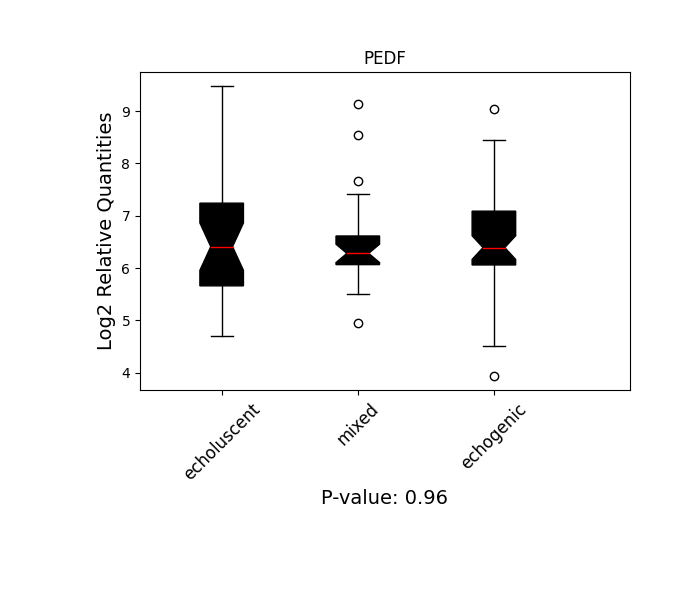 PEDF
Log2 Relative Quantities
9
8
7
6
5
4
echoluscent
mixed
echogenic
P-value: 0.96